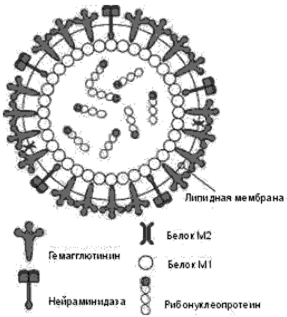 Липидная мембрана
Гемагглютинин
Белок М2
Белок М1
Нейраминидаза
Рибонуклеопротеин